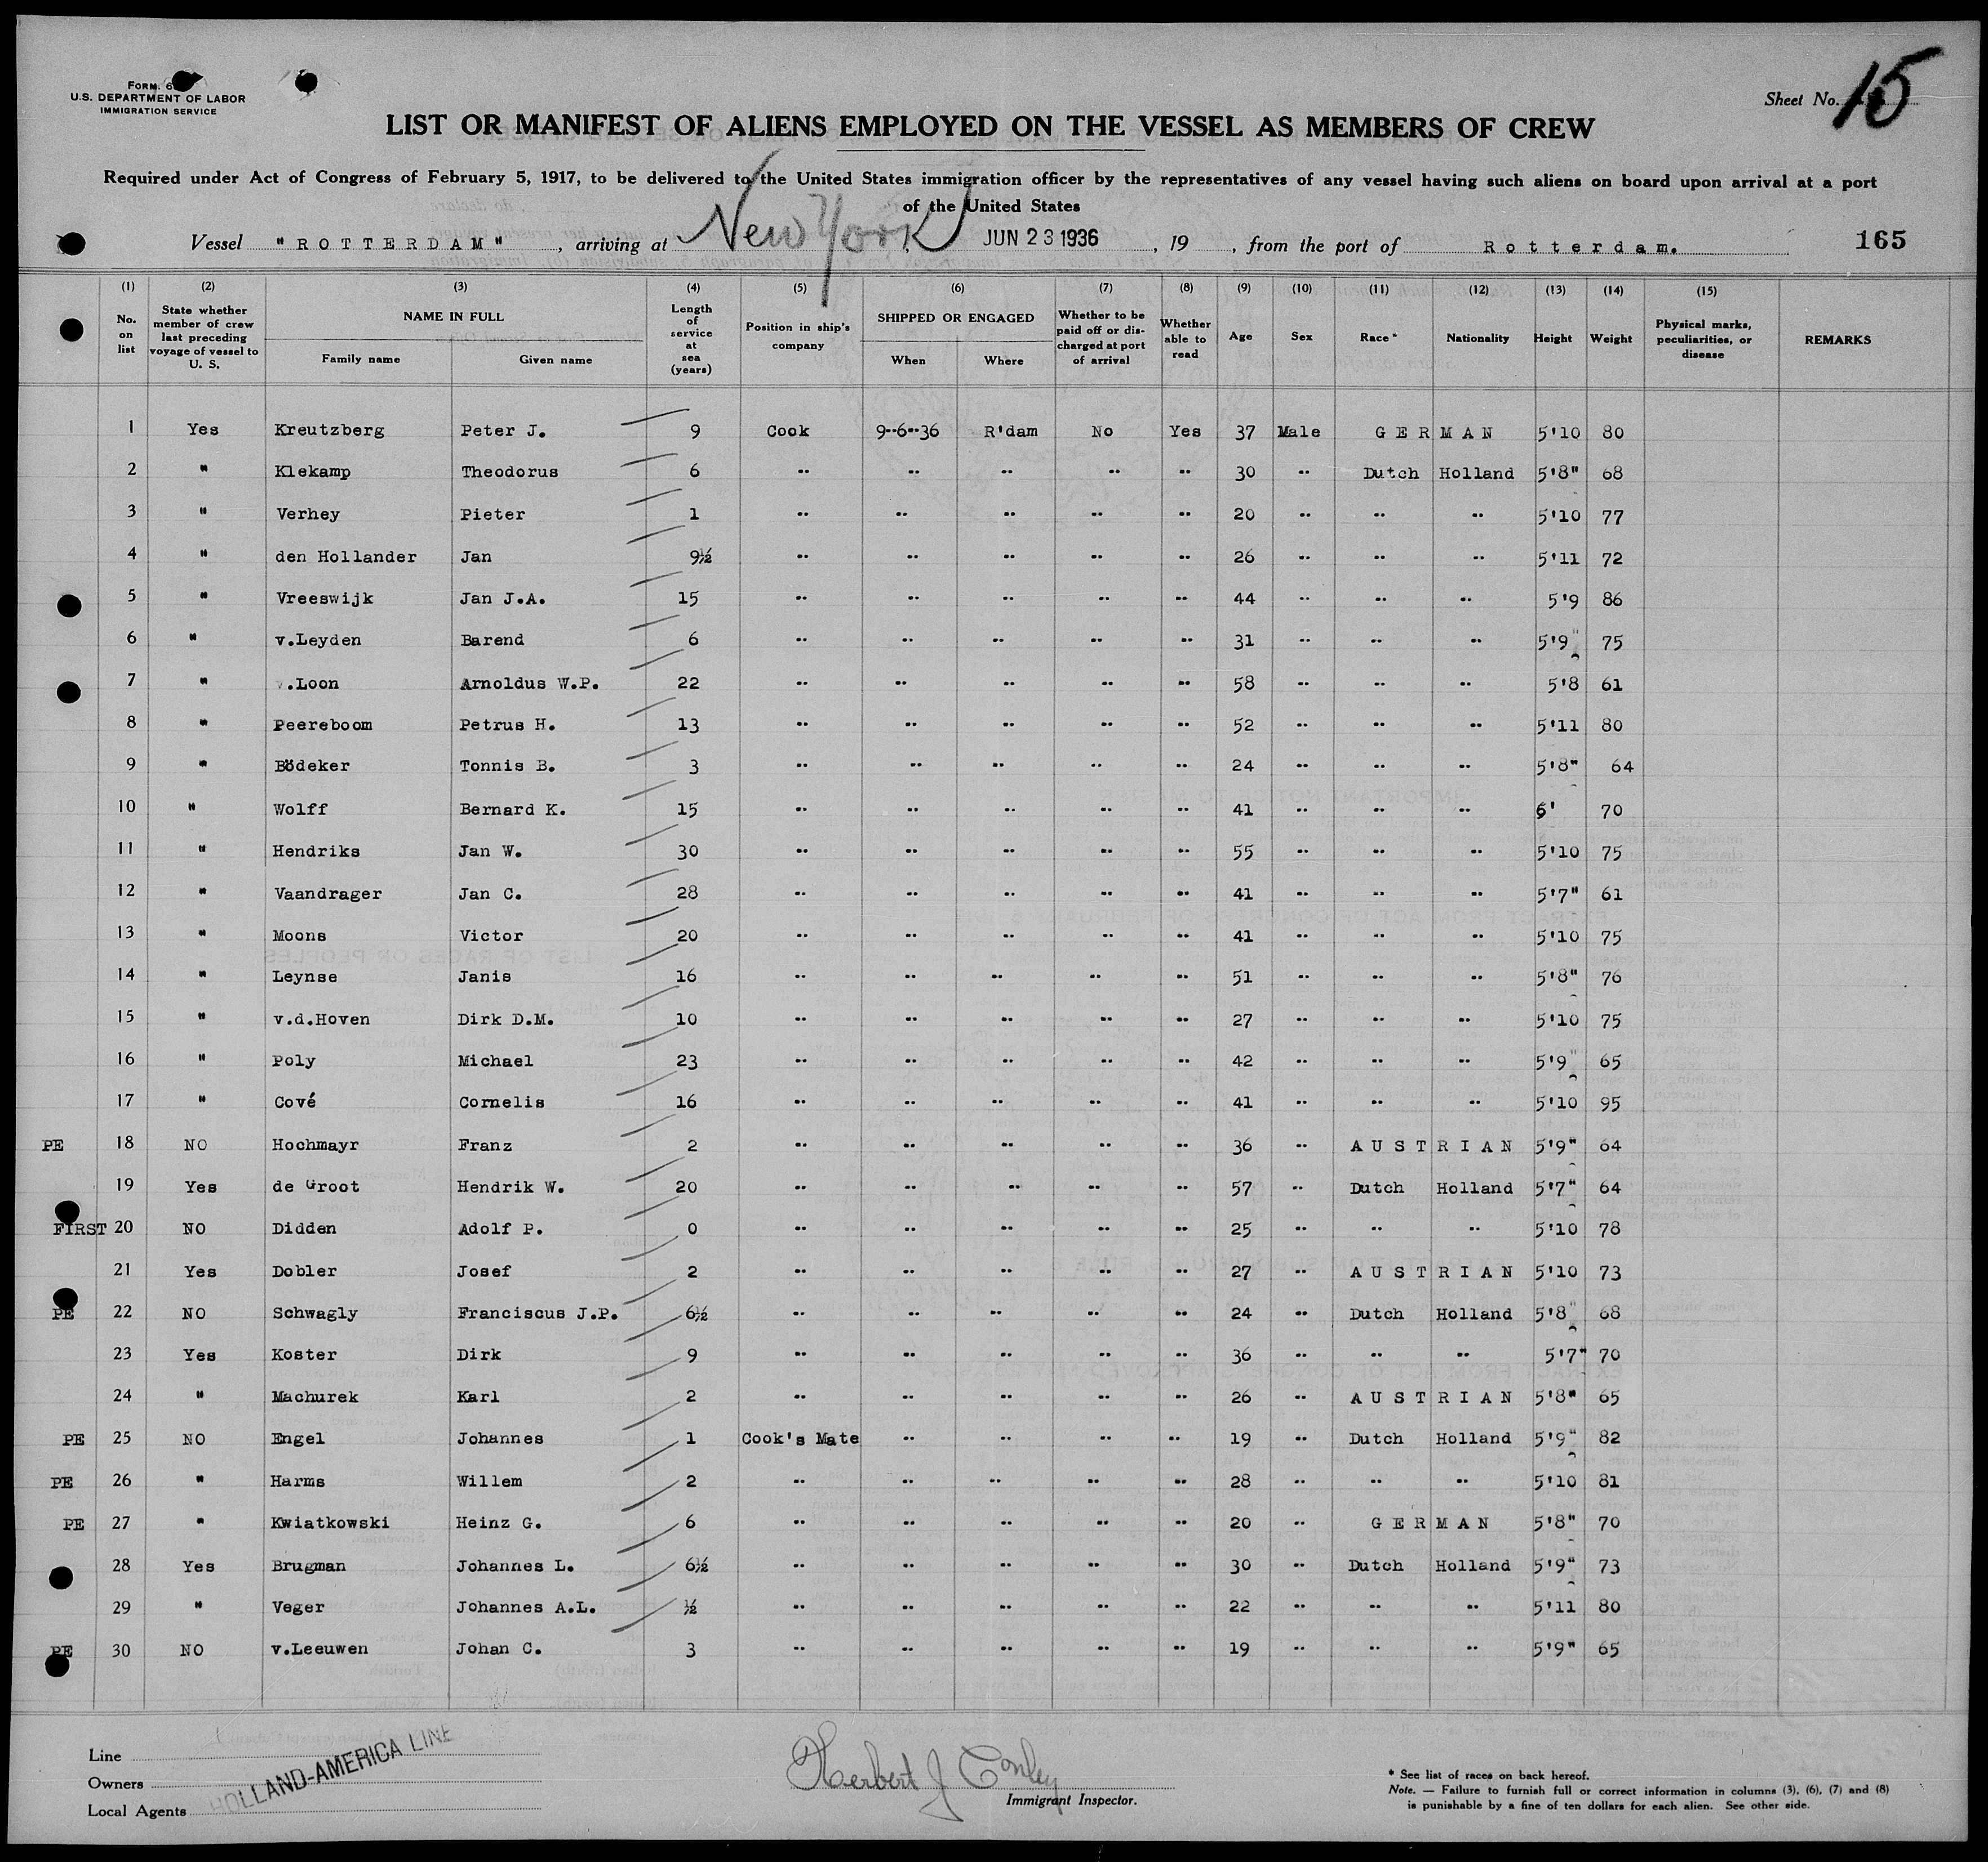 FORM. 6
U.S. DEPARTMENT OF LABOR
IMMIGRATION SERVICE
Sheet No. 15
LIST OR MANIFEST OF ALIENS EMPLOYED ON THE VESSEL AS MEMBERS OF CREW
Required under Act of Congress of February 5, 1917, to be delivered to the United States immigration officer by the representatives of any vessel having such aliens on board upon arrival at a port
of the United States
Vessel "ROTTERDAM", arriving at New York, JUN 23 1936, 19 , from the port of Rotterdam. 165
(1) (2) (3) (4) (5) (6) (7) (8) (9) (10) (11) (12) (13) (14) (15)
No. on list
State whether member of crew last preceding voyage of vessel to U. S.
NAME IN FULL
Family name Given name
Length of service at sea (years)
Position in ship's company
SHIPPED OR ENGAGED
When Where
Whether to be paid off or discharged at port of arrival
Whether able to read
Age Sex Race* Nationality Height Weight
Physical marks, peculiarities, or disease
REMARKS
1 Yes Kreutzberg Peter J. 9 Cook 9--6--36 R'dam No Yes 37 Male GERMAN 5'10 80
2 " Klekamp Theodorus 6 -- -- -- -- -- 30 -- Dutch Holland 5'8" 68
3 " Verhey Pieter 1 -- -- -- -- -- 20 -- -- -- 5'10 77
4 " den Hollander Jan 9½ -- -- -- -- -- 26 -- -- -- 5'11 72
5 " Vreeswijk Jan J.A. 15 -- -- -- -- -- 44 -- -- -- 5'9 86
6 " v.Leyden Barend 6 -- -- -- -- -- 31 -- -- -- 5'9" 75
7 " v.Loon Arnoldus W.P. 22 -- -- -- -- -- 58 -- -- -- 5'8 61
8 " Peereboom Petrus H. 13 -- -- -- -- -- 52 -- -- -- 5'11 80
9 " Bödeker Tonnis B. 3 -- -- -- -- -- 24 -- -- -- 5'8" 64
10 " Wolff Bernard K. 15 -- -- -- -- -- 41 -- -- -- 6' 70
11 " Hendriks Jan W. 30 -- -- -- -- -- 55 -- -- -- 5'10 75
12 " Vaandrager Jan C. 28 -- -- -- -- -- 41 -- -- -- 5'7" 61
13 " Moons Victor 20 -- -- -- -- -- 41 -- -- -- 5'10 75
14 " Leynse Janis 16 -- -- -- -- -- 51 -- -- -- 5'8" 76
15 " v.d.Hoven Dirk D.M. 10 -- -- -- -- -- 27 -- -- -- 5'10 75
16 " Poly Michael 23 -- -- -- -- -- 42 -- -- -- 5'9" 65
17 " Cové Cornelis 16 -- -- -- -- -- 41 -- -- -- 5'10 95
PE 18 NO Hochmayr Franz 2 -- -- -- -- -- 36 -- AUSTRIAN 5'9" 64
19 Yes de Groot Hendrik W. 20 -- -- -- -- -- 57 -- Dutch Holland 5'7" 64
FIRST 20 NO Didden Adolf P. 0 -- -- -- -- -- 25 -- -- -- 5'10 78
21 Yes Dobler Josef 2 -- -- -- -- -- 27 -- AUSTRIAN 5'10 73
PE 22 NO Schwagly Franciscus J.P. 6½ -- -- -- -- -- 24 -- Dutch Holland 5'8" 68
23 Yes Koster Dirk 9 -- -- -- -- -- 36 -- -- -- 5'7" 70
24 " Machurek Karl 2 -- -- -- -- -- 26 -- AUSTRIAN 5'8" 65
PE 25 NO Engel Johannes 1 Cook's Mate -- -- -- -- 19 -- Dutch Holland 5'9" 82
PE 26 " Harms Willem 2 -- -- -- -- -- 28 -- -- -- 5'10 81
PE 27 " Kwiatkowski Heinz G. 6 -- -- -- -- -- 20 -- GERMAN 5'8" 70
28 Yes Brugman Johannes L. 6½ -- -- -- -- -- 30 -- Dutch Holland 5'9" 73
29 " Veger Johannes A.L. ½ -- -- -- -- -- 22 -- -- -- 5'11 80
PE 30 NO v.Leeuwen Johan C. 3 -- -- -- -- -- 19 -- -- -- 5'9" 65
Line
Owners HOLLAND-AMERICA LINE
Local Agents
Herbert J Conley
Immigrant Inspector.
* See list of races on back hereof.
Note. — Failure to furnish full or correct information in columns (3), (6), (7) and (8)
is punishable by a fine of ten dollars for each alien. See other side.